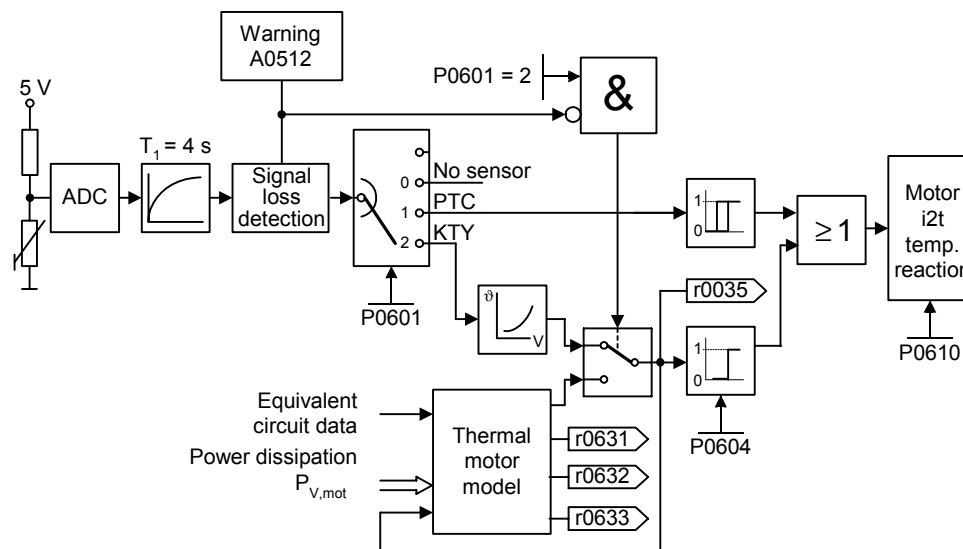 Warning
A0512
P0601 = 2
&
5 V
T1 = 4 s
ADC
Signal
loss
detection
0
No sensor
1
PTC
2
KTY
P0601
1
0
≥1
Motor
i2t
temp.
reaction
P0610
r0035
ϑ
V
1
0
P0604
Equivalent
circuit data
Power dissipation
PV,mot
Thermal
motor
model
r0631
r0632
r0633